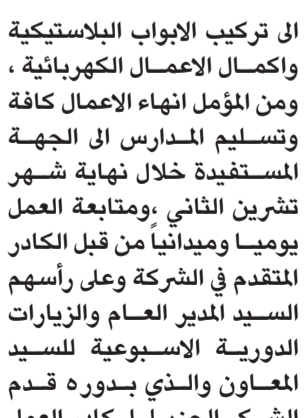 الى تركيب الابواب البلاستيكية
واكمال الاعمال الكهربائية ،
ومن المؤمل انهاء الاعمال كافة
وتسليم المدارس الى الجهة
المستفيدة خلال نهاية شهر
تشرين الثاني ،ومتابعة العمل
يوميا وميدانياً من قبل الكادر
المتقدم في الشركة وعلى رأسهم
السيد المدير العام والزيارات
الدورية الاسبوعية للسيد
المعاون والذي بدوره قدم